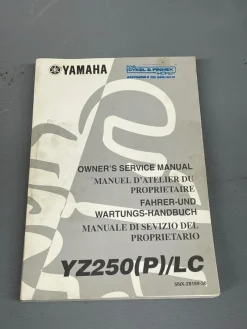 YAMAHA
OWNER'S SERVICE MANUAL
MANUEL D'ATELIER DU
PROPRIETAIRE
FAHRER-UND
WARTUNGS-HANDBUCH
MANUALE DI SEVIZIO DEL
PROPRIETARIO
YZ250(P)/LC